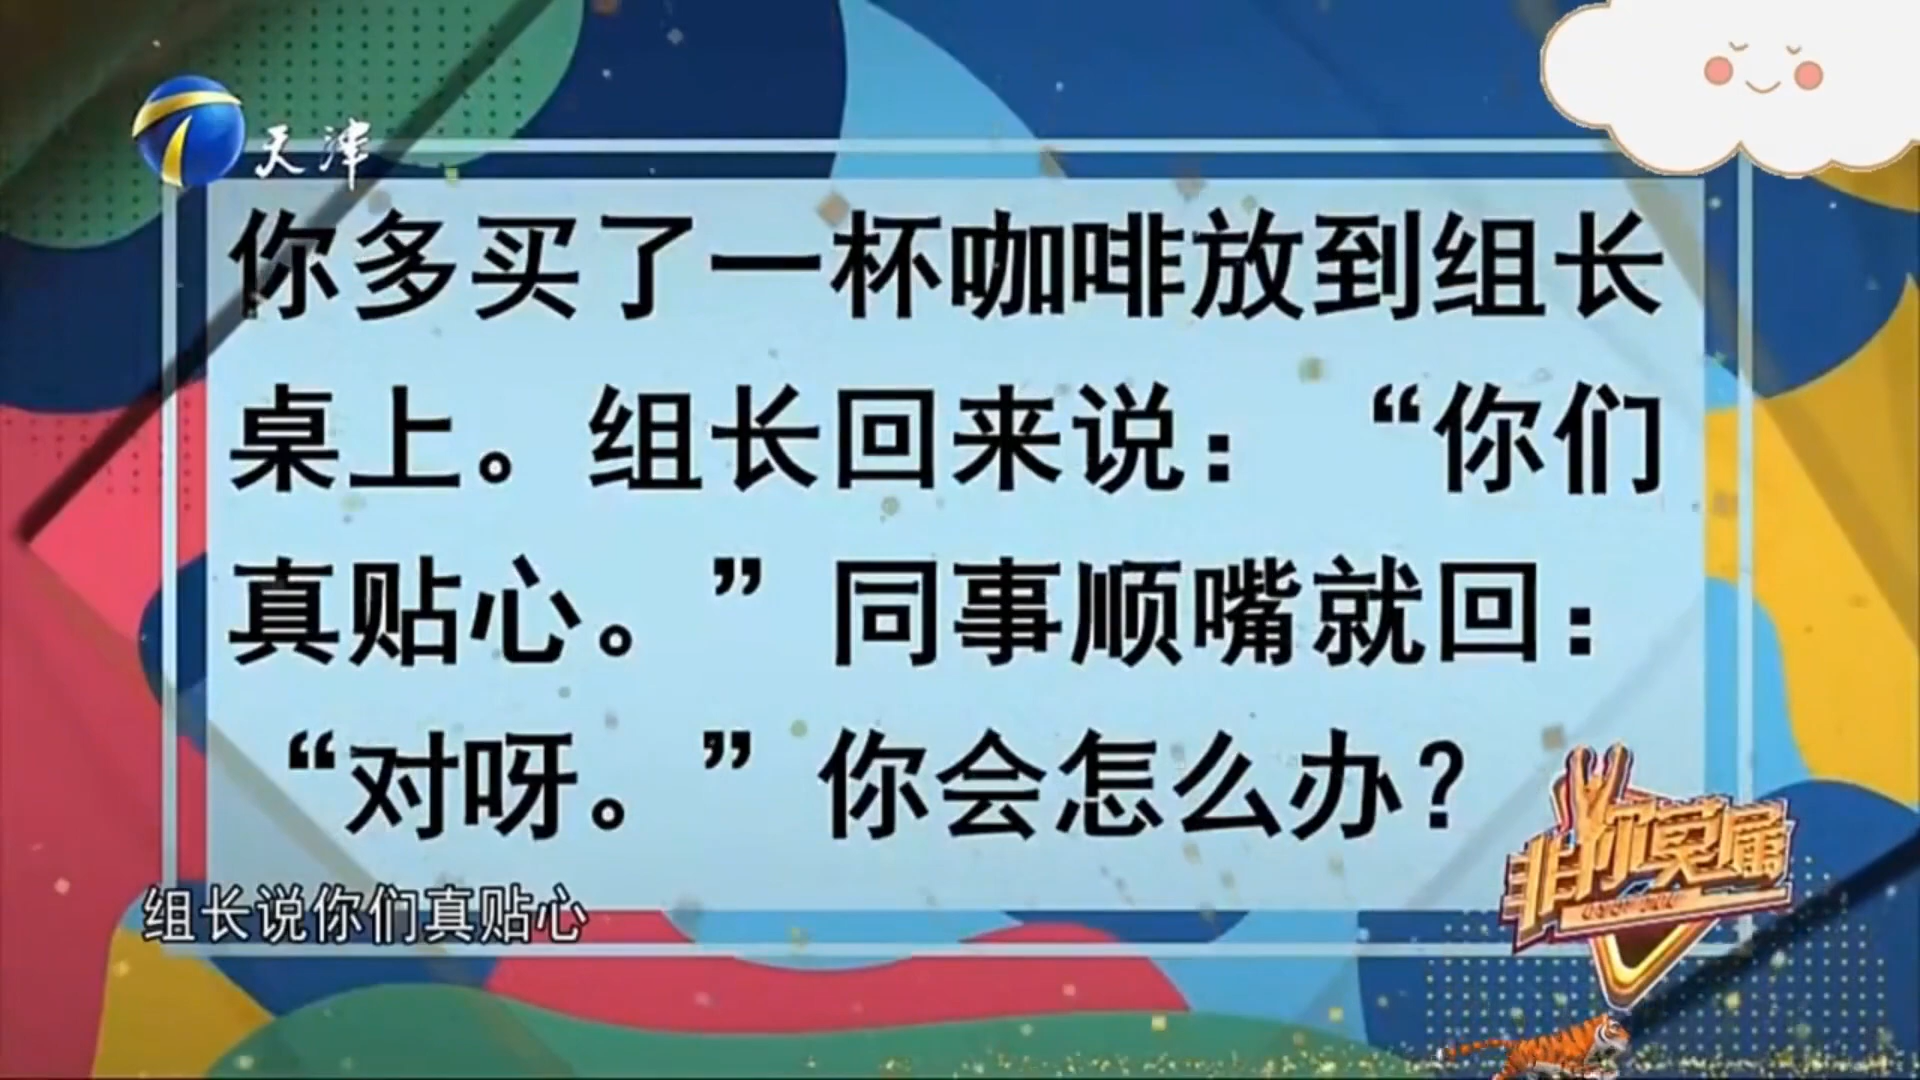 天津
你多买了一杯咖啡放到组长
桌上。组长回来说：“你们
真贴心。”同事顺嘴就回：
“对呀。”你会怎么办？
组长说你们真贴心
非你莫属